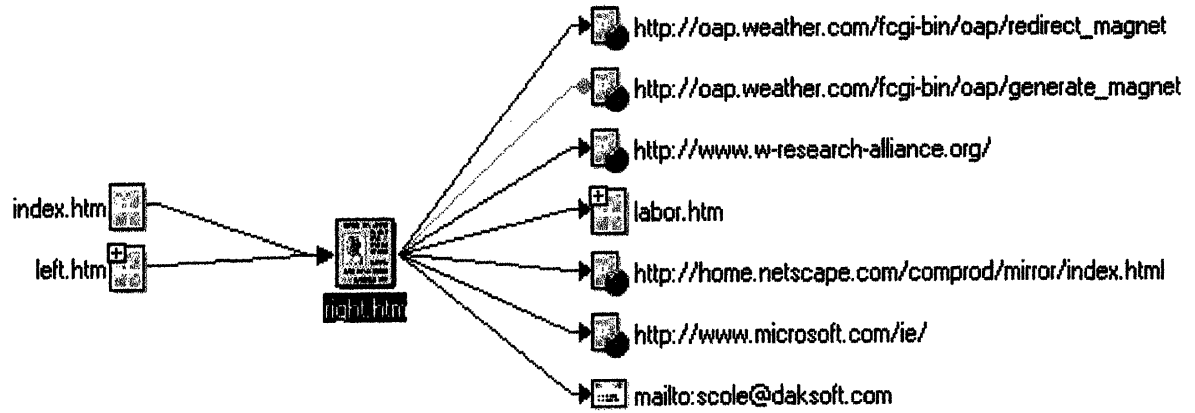 index.htm
left.htm
right.htm
http://oap.weather.com/fcgi-bin/oap/redirect_magnet
http://oap.weather.com/fcgi-bin/oap/generate_magnet
http://www.w-research-alliance.org/
labor.htm
http://home.netscape.com/comprod/mirror/index.html
http://www.microsoft.com/ie/
mailto:scole@daksoft.com